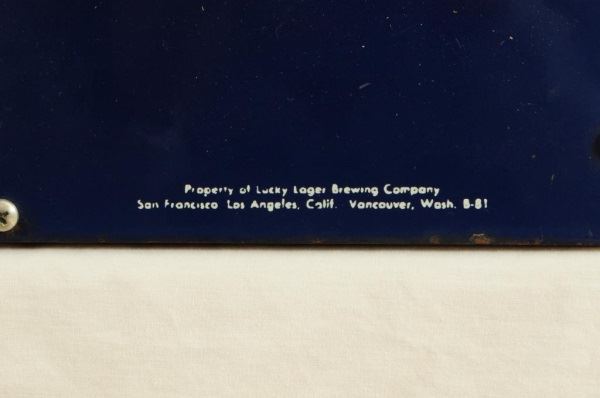 Property of Lucky Lager Brewing Company
San Francisco Los Angeles, Calif. Vancouver, Wash. B-81